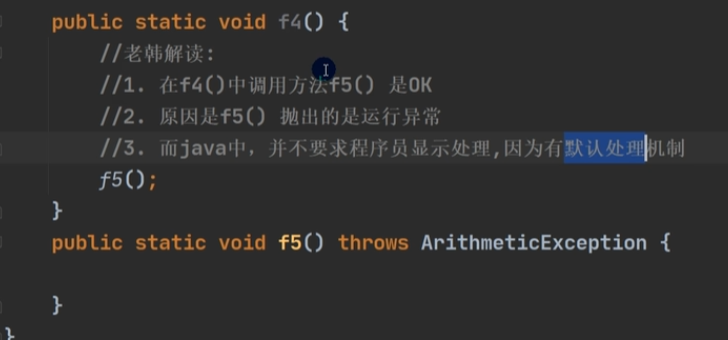 public static void f4() {
//老韩解读:
//1. 在f4()中调用方法f5() 是OK
//2. 原因是f5() 抛出的是运行异常
//3. 而java中, 并不要求程序员显示处理,因为有默认处理机制
f5();
}
public static void f5() throws ArithmeticException {
}
}